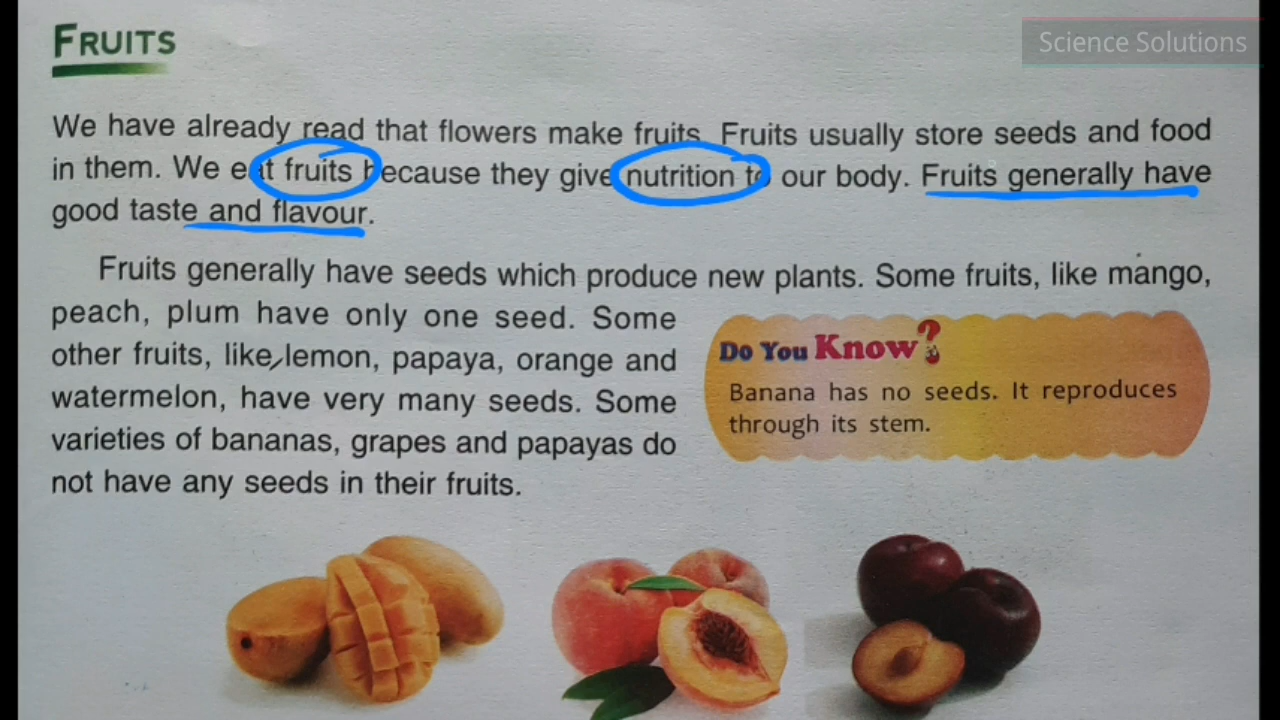 FRUITS
Science Solutions
We have already read that flowers make fruits. Fruits usually store seeds and food
in them. We eat fruits because they give nutrition to our body. Fruits generally have
good taste and flavour.
Fruits generally have seeds which produce new plants. Some fruits, like mango,
peach, plum have only one seed. Some
other fruits, like lemon, papaya, orange and
watermelon, have very many seeds. Some
varieties of bananas, grapes and papayas do
not have any seeds in their fruits.
Do You Know?
Banana has no seeds. It reproduces
through its stem.